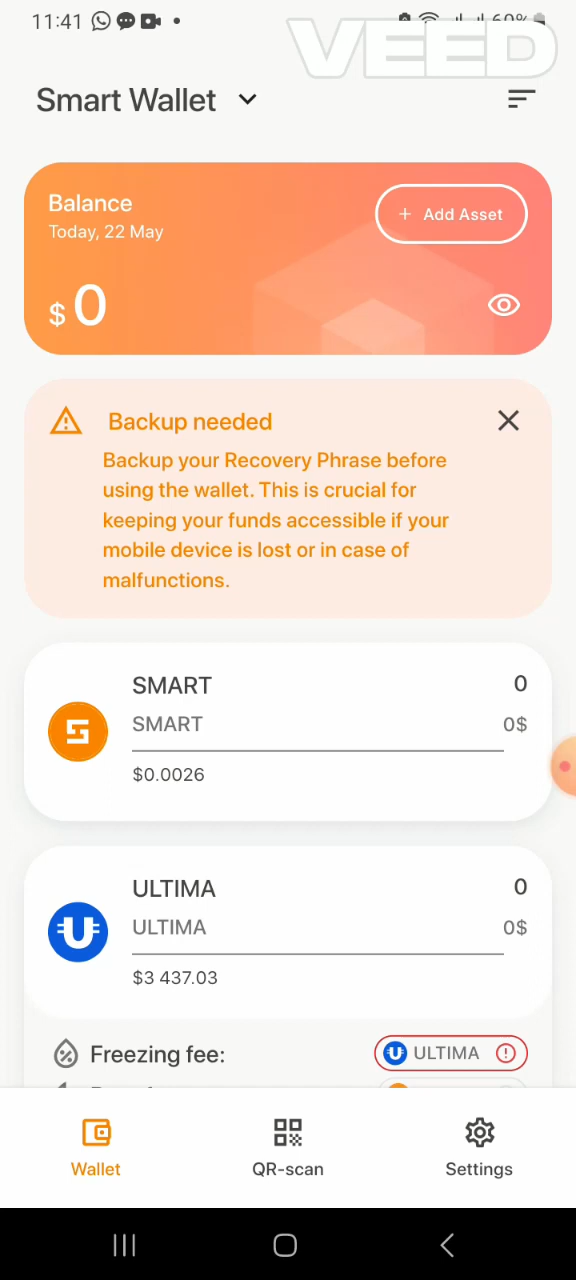 11:41
VEED
Smart Wallet
Balance
+ Add Asset
Today, 22 May
$ 0
Backup needed
Backup your Recovery Phrase before
using the wallet. This is crucial for
keeping your funds accessible if your
mobile device is lost or in case of
malfunctions.
SMART 0
SMART 0$
$0.0026
ULTIMA 0
ULTIMA 0$
$3 437.03
Freezing fee: ULTIMA
Wallet QR-scan Settings